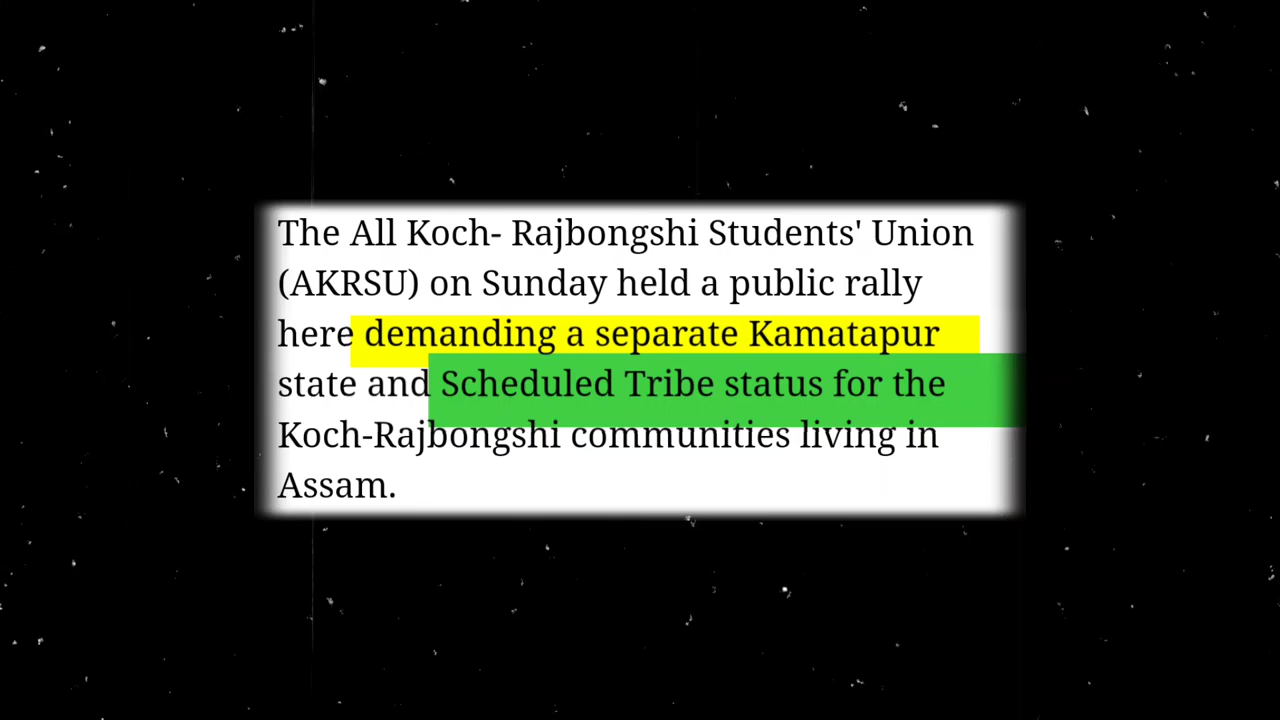 The All Koch- Rajbongshi Students' Union
(AKRSU) on Sunday held a public rally
here demanding a separate Kamatapur
state and Scheduled Tribe status for the
Koch-Rajbongshi communities living in
Assam.